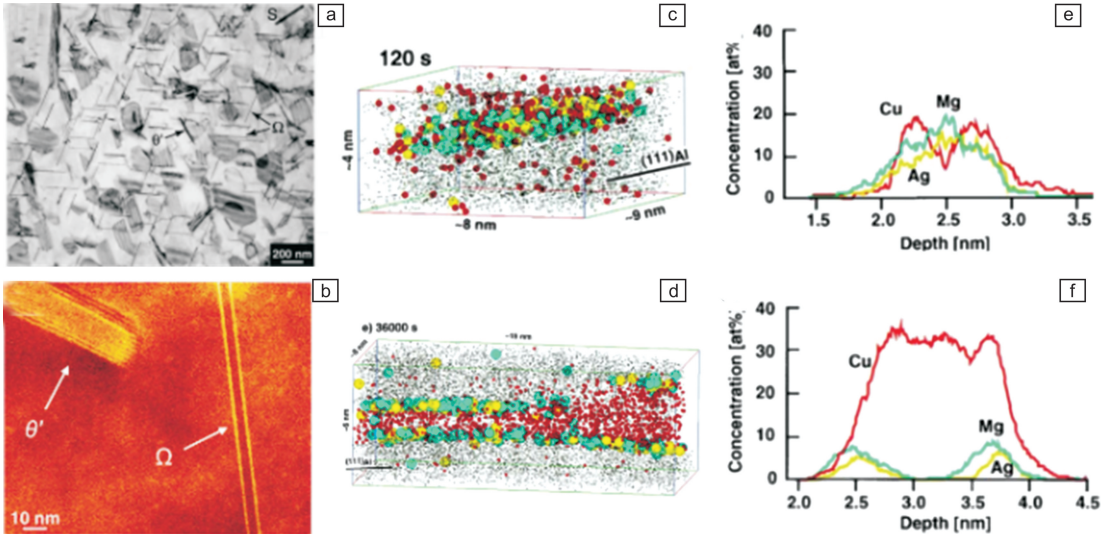 a
S
Ω
θ'
200 nm
b
θ'
Ω
10 nm
c
120 s
~4 nm
(111)Al
~8 nm
~9 nm
d
e) 36000 s
(111)Al
e
Concentration [at%]
40
30
20
10
0
Cu
Mg
Ag
1.5 2.0 2.5 3.0 3.5
Depth [nm]
f
Concentration [at%]
40
30
20
10
0
Cu
Mg
Ag
2.0 2.5 3.0 3.5 4.0 4.5
Depth [nm]